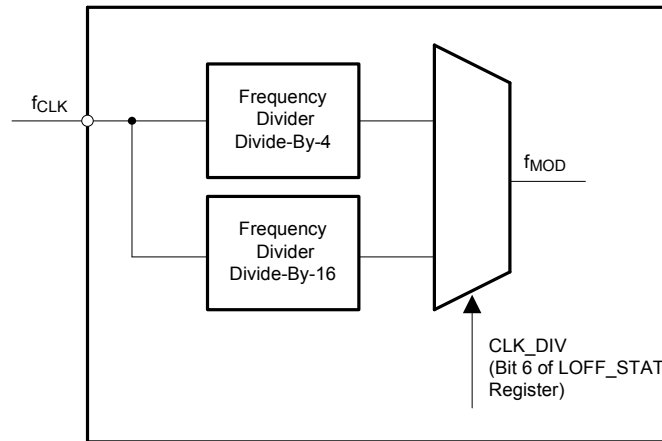 Frequency
Divider
Divide-By-4
fCLK
fMOD
Frequency
Divider
Divide-By-16
CLK_DIV
(Bit 6 of LOFF_STAT
Register)